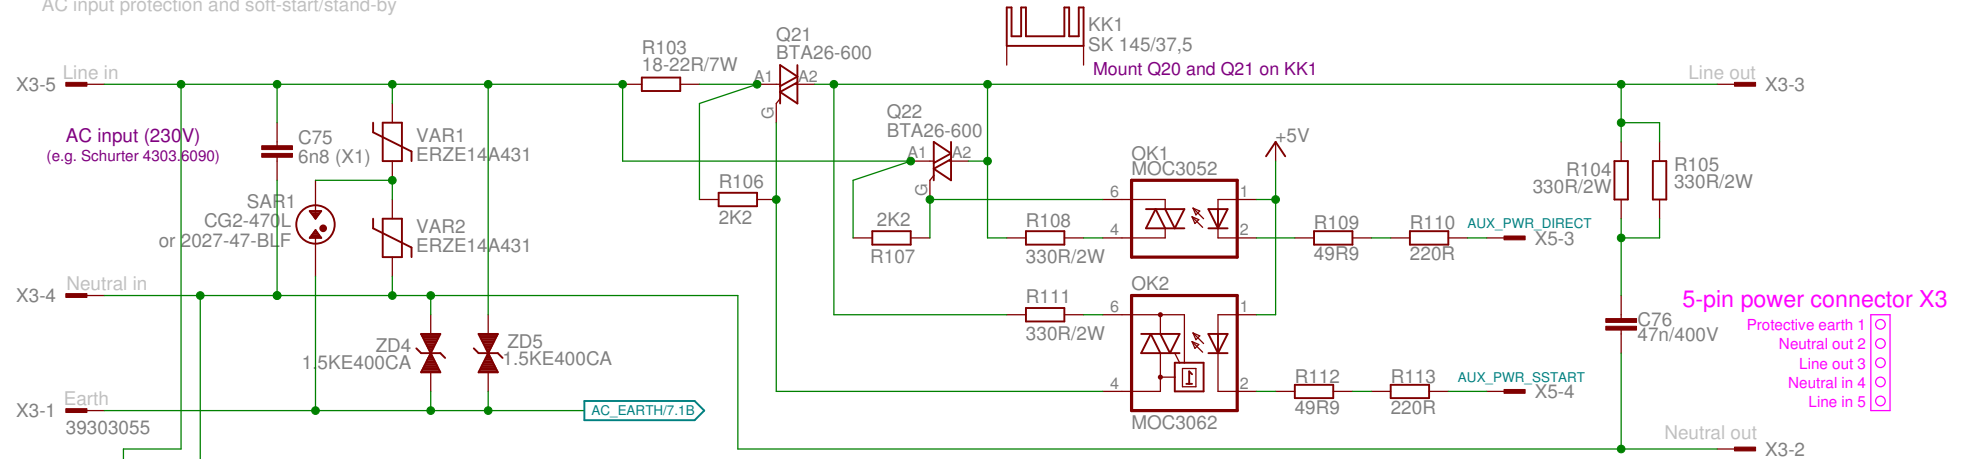 AC input protection and soft-start/stand-by
X3-5
Line in
AC input (230V)
(e.g. Schurter 4303.6090)
C75
6n8 (X1)
VAR1
ERZE14A431
SAR1
CG2-470L
or 2027-47-BLF
VAR2
ERZE14A431
X3-4
Neutral in
ZD4
1.5KE400CA
ZD5
1.5KE400CA
X3-1
Earth
39303055
AC_EARTH/7.1B
R103
18-22R/7W
Q21
BTA26-600
A1
A2
G
KK1
SK 145/37,5
Mount Q20 and Q21 on KK1
Q22
BTA26-600
A1
A2
G
R106
2K2
2K2
R107
R108
330R/2W
OK1
MOC3052
6
4
1
2
+5V
R109
49R9
R110
220R
AUX_PWR_DIRECT
X5-3
R111
330R/2W
OK2
6
4
1
2
MOC3062
R112
49R9
R113
220R
AUX_PWR_SSTART
X5-4
Line out
X3-3
R104
330R/2W
R105
330R/2W
C76
47n/400V
5-pin power connector X3
Protective earth 1
Neutral out 2
Line out 3
Neutral in 4
Line in 5
Neutral out
X3-2